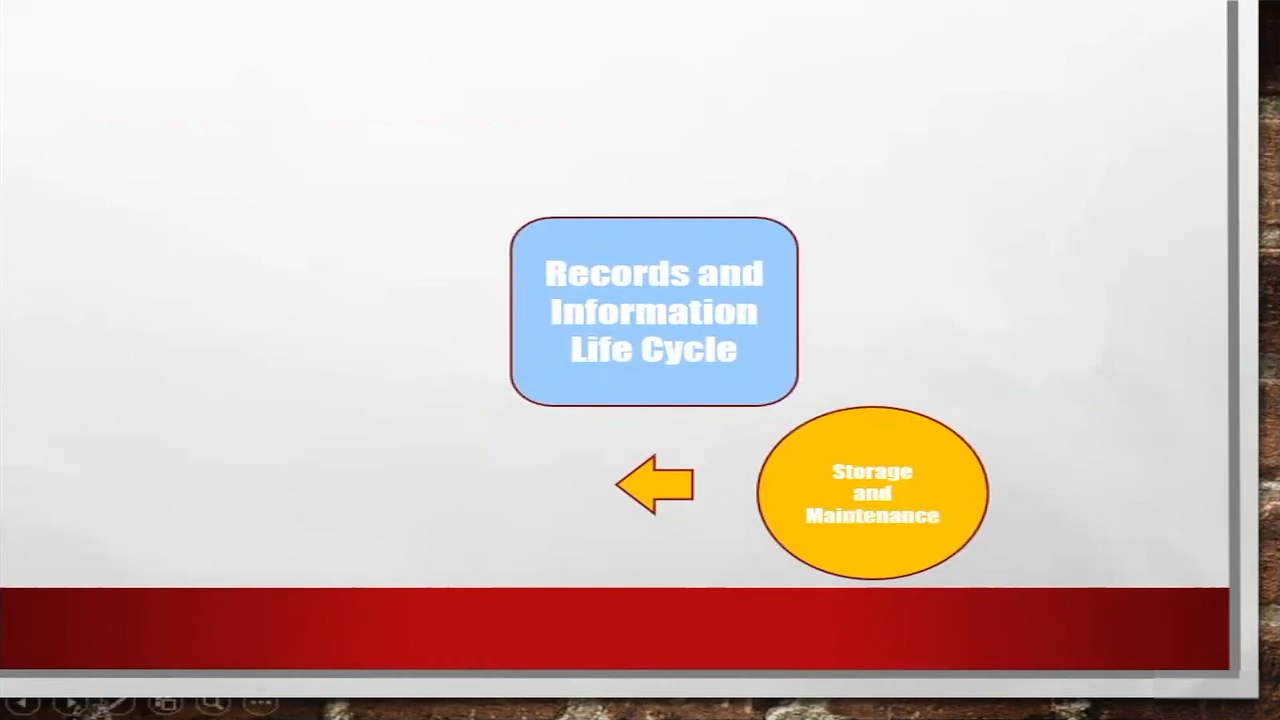 Records and
Information
Life Cycle
Storage
and
Maintenance